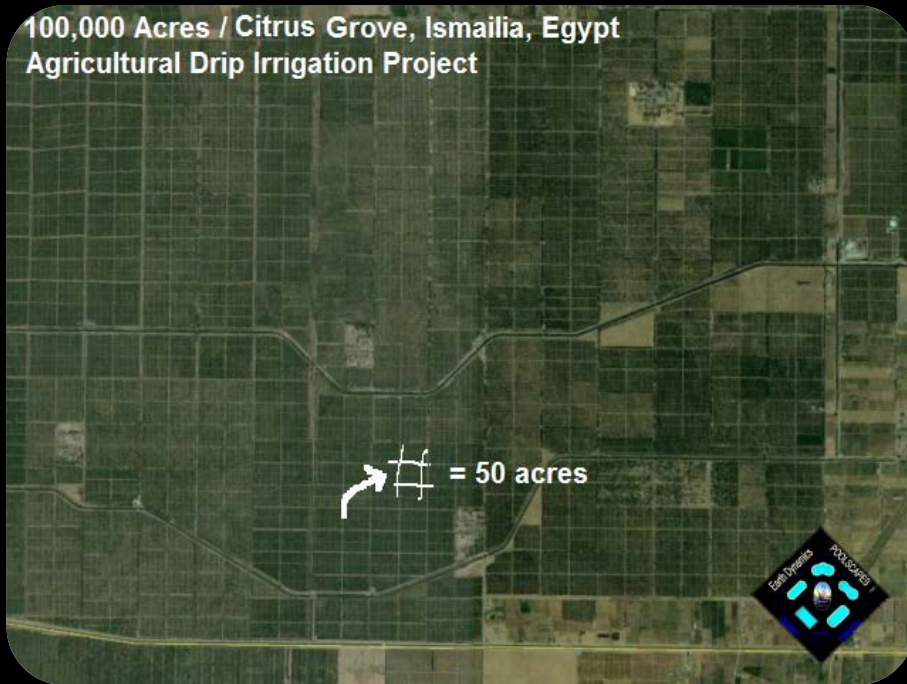 100,000 Acres / Citrus Grove, Ismailia, Egypt
Agricultural Drip Irrigation Project
= 50 acres
Earth Dynamics
POOLSCAPES